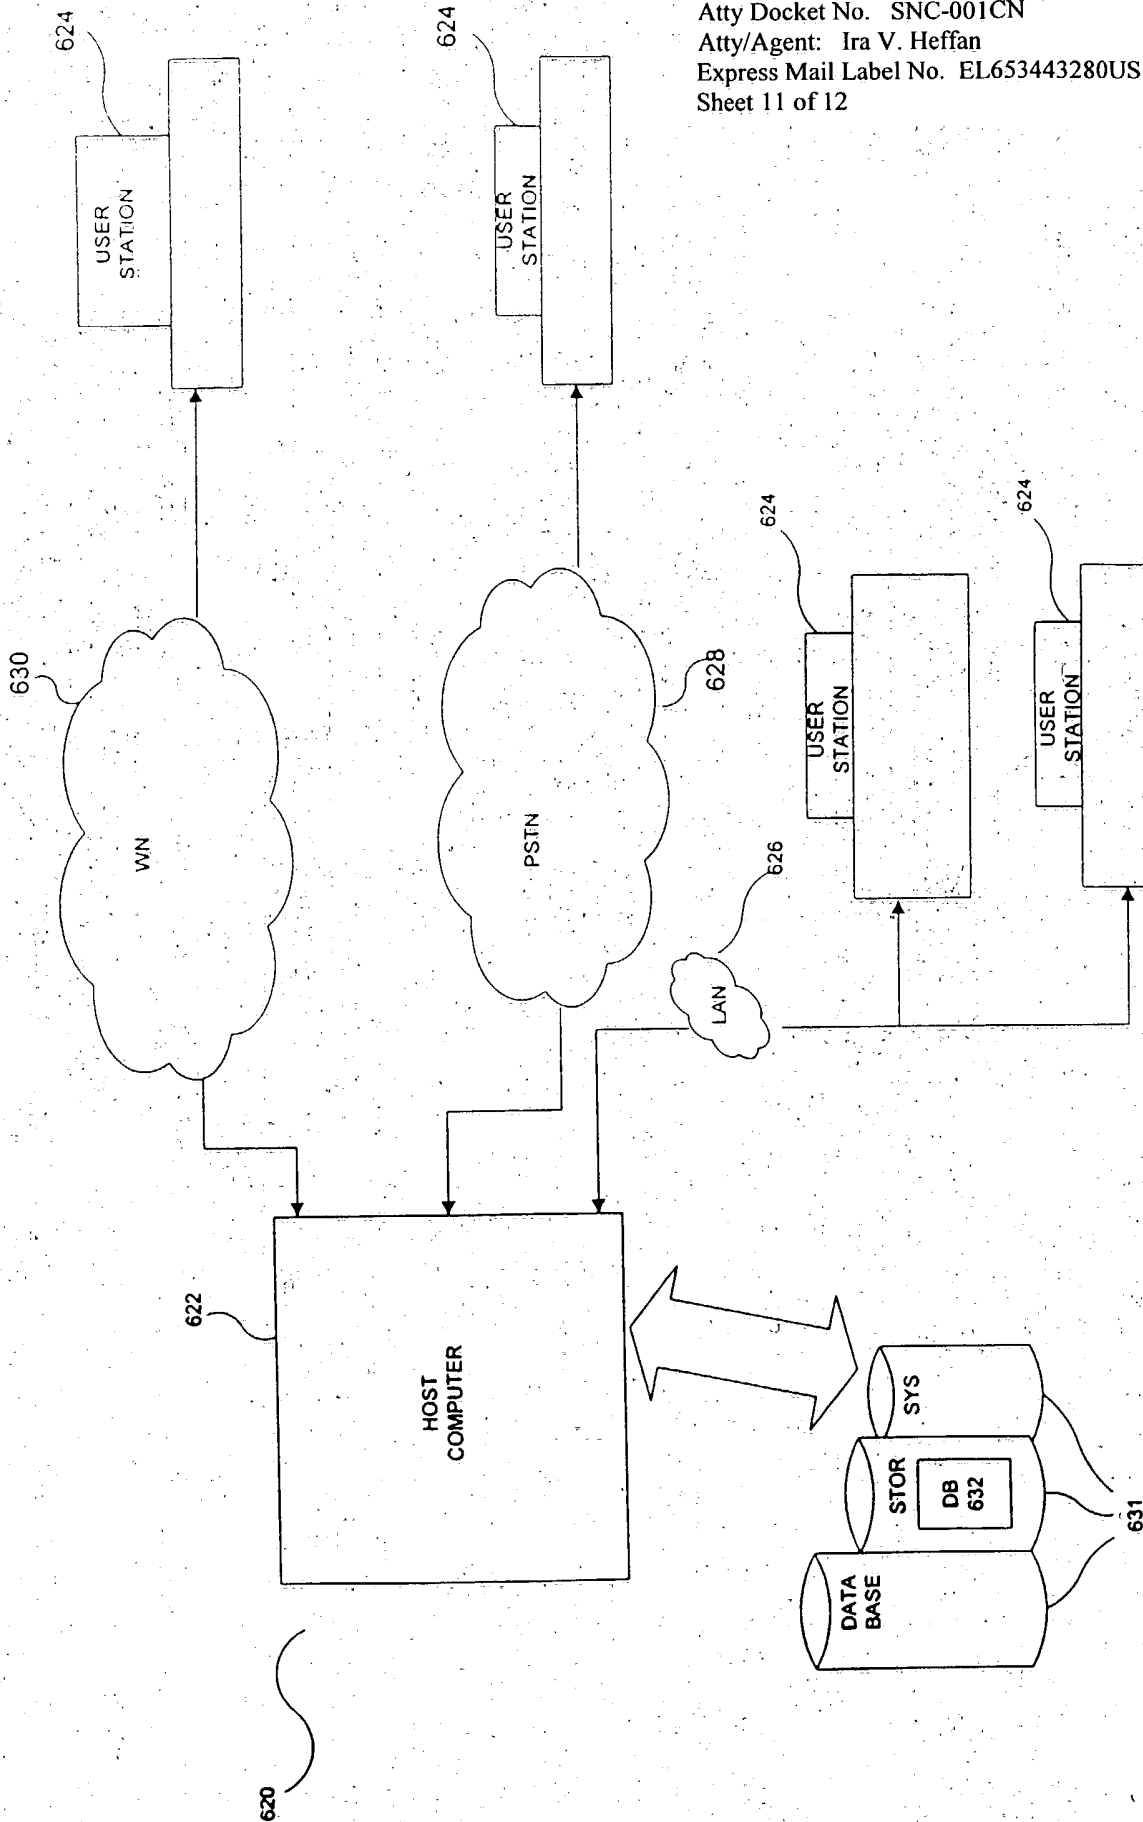 Atty Docket No. SNC-001CN
Atty/Agent: Ira V. Heffan
Express Mail Label No. EL653443280US
Sheet 11 of 12
624
USER
STATION
624
USER
STATION
630
WN
628
PSTN
624
USER
STATION
624
USER
STATION
626
LAN
622
HOST
COMPUTER
SYS
STOR
DB
632
DATA
BASE
631
620